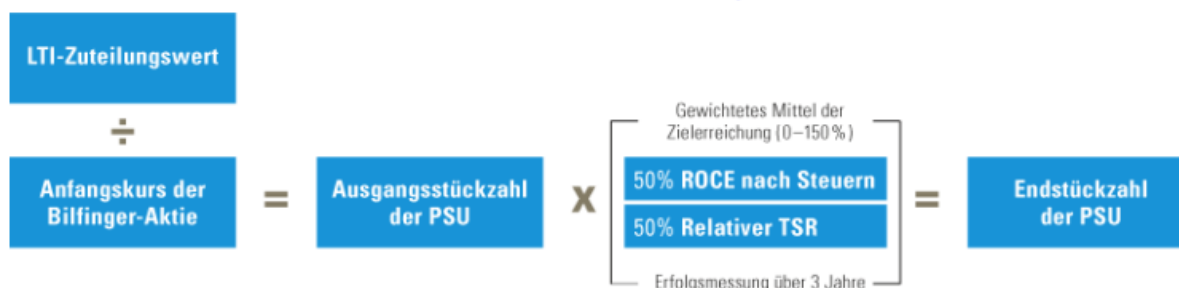 LTI-Zuteilungswert
÷
Anfangskurs der
Bilfinger-Aktie
=
Ausgangsstückzahl
der PSU
x
Gewichtetes Mittel der
Zielerreichung (0–150 %)
50% ROCE nach Steuern
50% Relativer TSR
Erfolgsmessung über 3 Jahre
=
Endstückzahl
der PSU